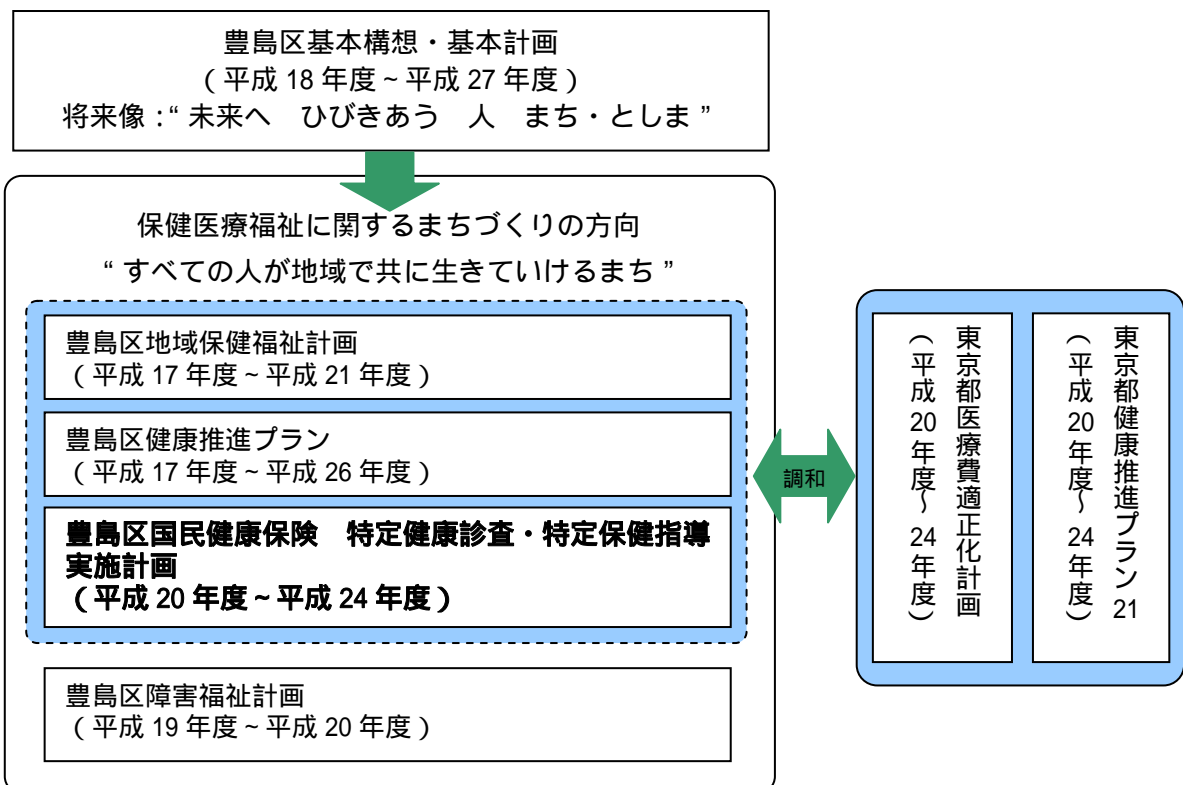 豊島区基本構想・基本計画
（平成 18 年度～平成 27 年度）
将来像：“ 未来へ　ひびきあう　人　まち・としま ”
保健医療福祉に関するまちづくりの方向
“ すべての人が地域で共に生きていけるまち ”
豊島区地域保健福祉計画
（平成 17 年度～平成 21 年度）
豊島区健康推進プラン
（平成 17 年度～平成 26 年度）
豊島区国民健康保険　特定健康診査・特定保健指導
実施計画
（平成 20 年度～平成 24 年度）
豊島区障害福祉計画
（平成 19 年度～平成 20 年度）
調和
東京都健康推進プラン 21
（平成 20 年度～ 24 年度）
東京都医療費適正化計画
（平成 20 年度～ 24 年度）